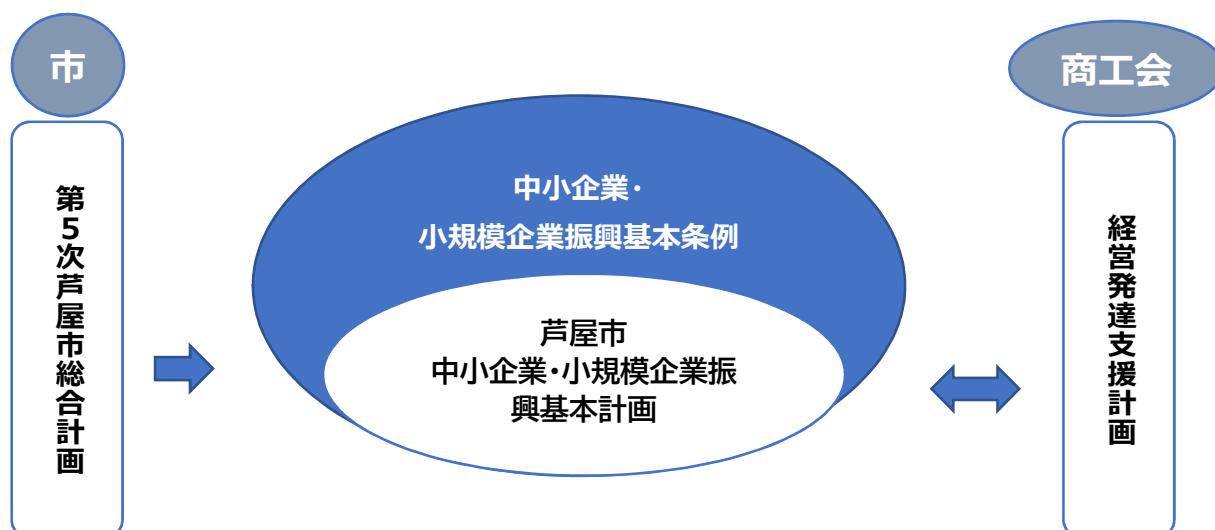 市
第５次芦屋市総合計画
中小企業・
小規模企業振興基本条例
芦屋市
中小企業・小規模企業振
興基本計画
商工会
経営発達支援計画